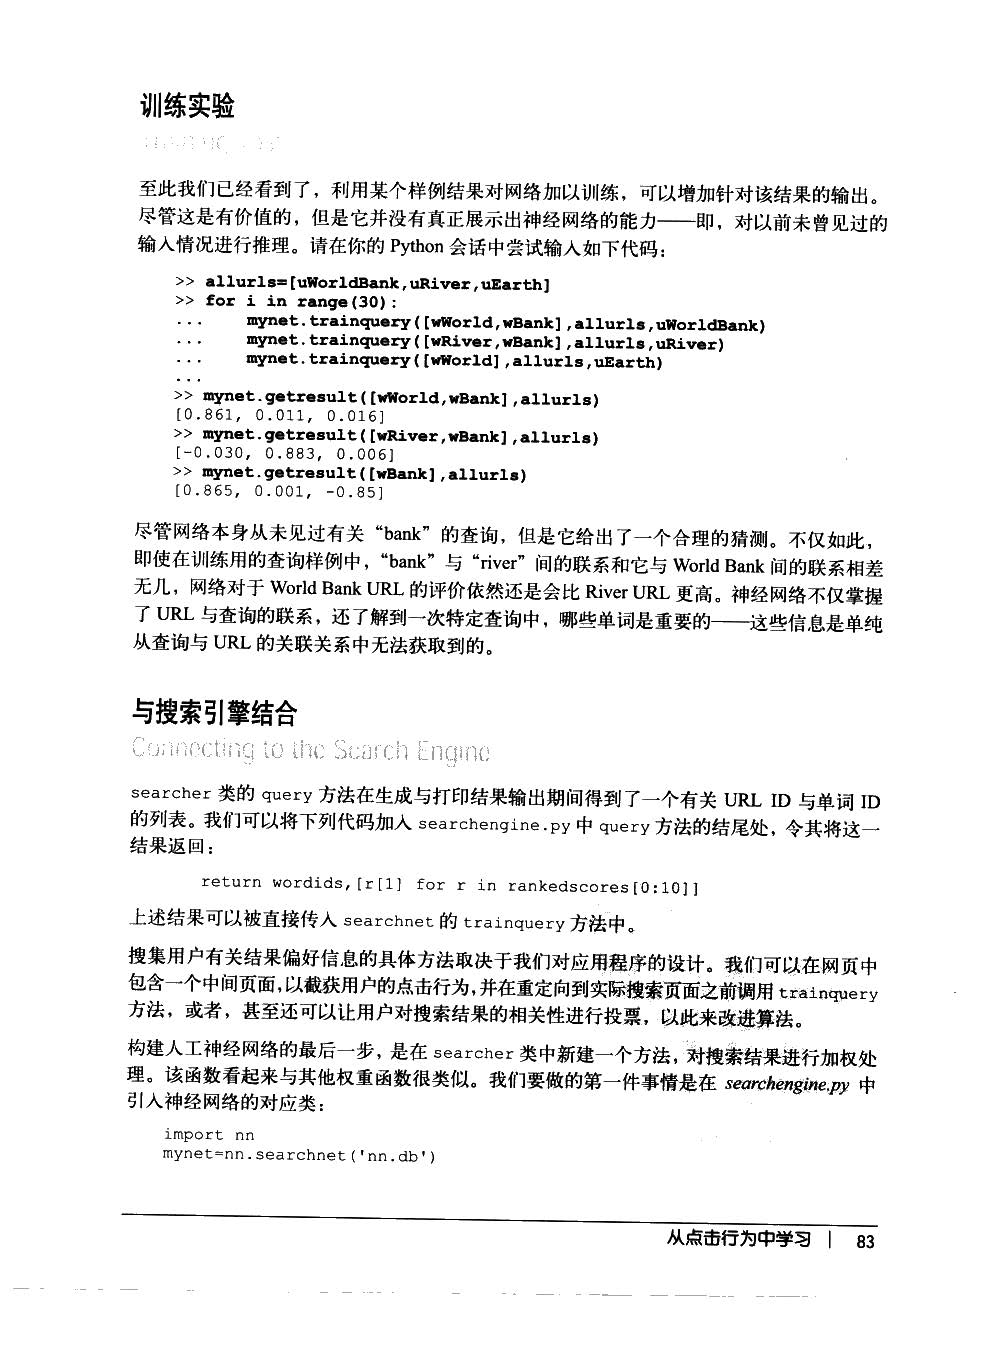 训练实验
至此我们已经看到了，利用某个样例结果对网络加以训练，可以增加针对该结果的输出。
尽管这是有价值的，但是它并没有真正展示出神经网络的能力——即，对以前未曾见过的
输入情况进行推理。请在你的 Python 会话中尝试输入如下代码：
>> allurls=[uWorldBank,uRiver,uEarth]
>> for i in range(30):
...    mynet.trainquery([wWorld,wBank],allurls,uWorldBank)
...    mynet.trainquery([wRiver,wBank],allurls,uRiver)
...    mynet.trainquery([wWorld],allurls,uEarth)
...
>> mynet.getresult([wWorld,wBank],allurls)
[0.861, 0.011, 0.016]
>> mynet.getresult([wRiver,wBank],allurls)
[-0.030, 0.883, 0.006]
>> mynet.getresult([wBank],allurls)
[0.865, 0.001, -0.85]
尽管网络本身从未见过有关“bank”的查询，但是它给出了一个合理的猜测。不仅如此，
即使在训练用的查询样例中，“bank”与“river”间的联系和它与 World Bank 间的联系相差
无几，网络对于 World Bank URL 的评价依然还是会比 River URL 更高。神经网络不仅掌握
了 URL 与查询的联系，还了解到一次特定查询中，哪些单词是重要的——这些信息是单纯
从查询与 URL 的关联关系中无法获取到的。
与搜索引擎结合
Connecting to the Search Engine
searcher 类的 query 方法在生成与打印结果输出期间得到了一个有关 URL ID 与单词 ID
的列表。我们可以将下列代码加入 searchengine.py 中 query 方法的结尾处，令其将这一
结果返回：
return wordids,[r[1] for r in rankedscores[0:10]]
上述结果可以被直接传入 searchnet 的 trainquery 方法中。
搜集用户有关结果偏好信息的具体方法取决于我们对应用程序的设计。我们可以在网页中
包含一个中间页面，以截获用户的点击行为，并在重定向到实际搜索页面之前调用 trainquery
方法，或者，甚至还可以让用户对搜索结果的相关性进行投票，以此来改进算法。
构建人工神经网络的最后一步，是在 searcher 类中新建一个方法，对搜索结果进行加权处
理。该函数看起来与其他权重函数很类似。我们要做的第一件事情是在 searchengine.py 中
引入神经网络的对应类：
import nn
mynet=nn.searchnet('nn.db')
从点击行为中学习 | 83